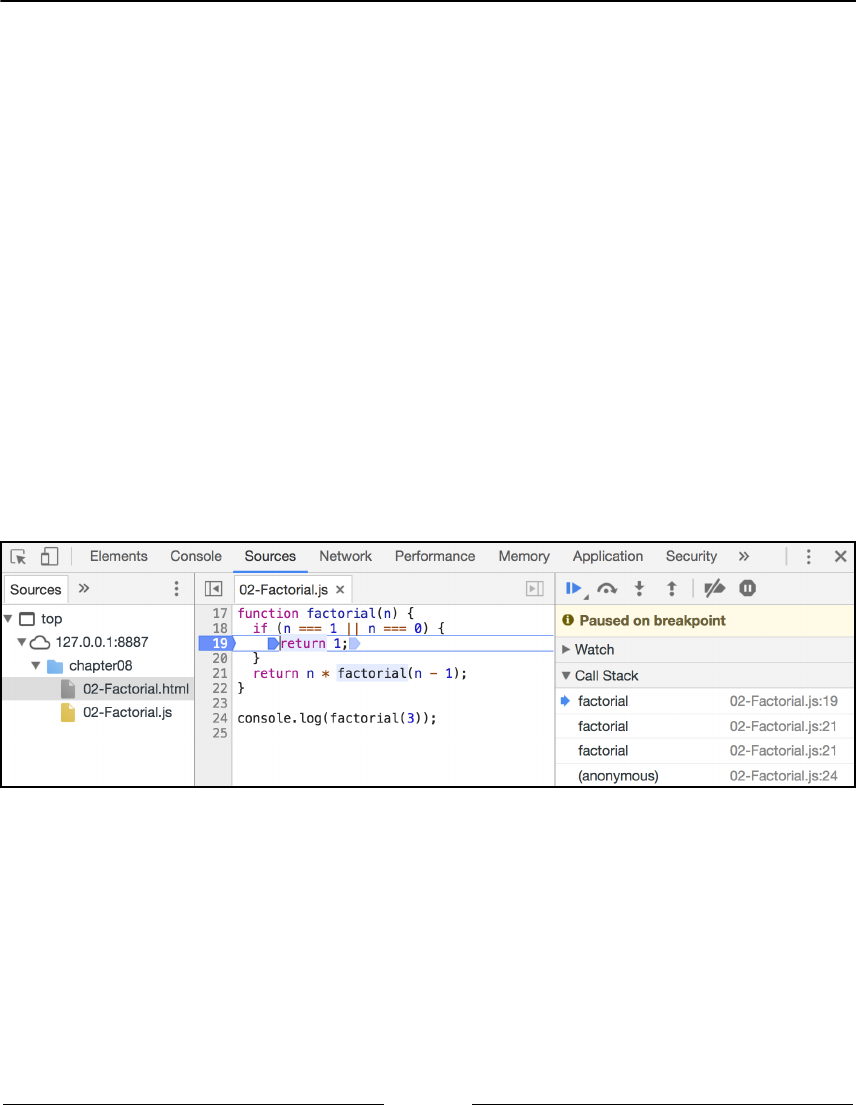 Elements Console Sources Network Performance Memory Application Security »
Sources »
02-Factorial.js
top
127.0.0.1:8887
chapter08
02-Factorial.html
02-Factorial.js
17 function factorial(n) {
18 if (n === 1 || n === 0) {
19 return 1;
20 }
21 return n * factorial(n - 1);
22 }
23
24 console.log(factorial(3));
25
Paused on breakpoint
Watch
Call Stack
factorial 02-Factorial.js:19
factorial 02-Factorial.js:21
factorial 02-Factorial.js:21
(anonymous) 02-Factorial.js:24